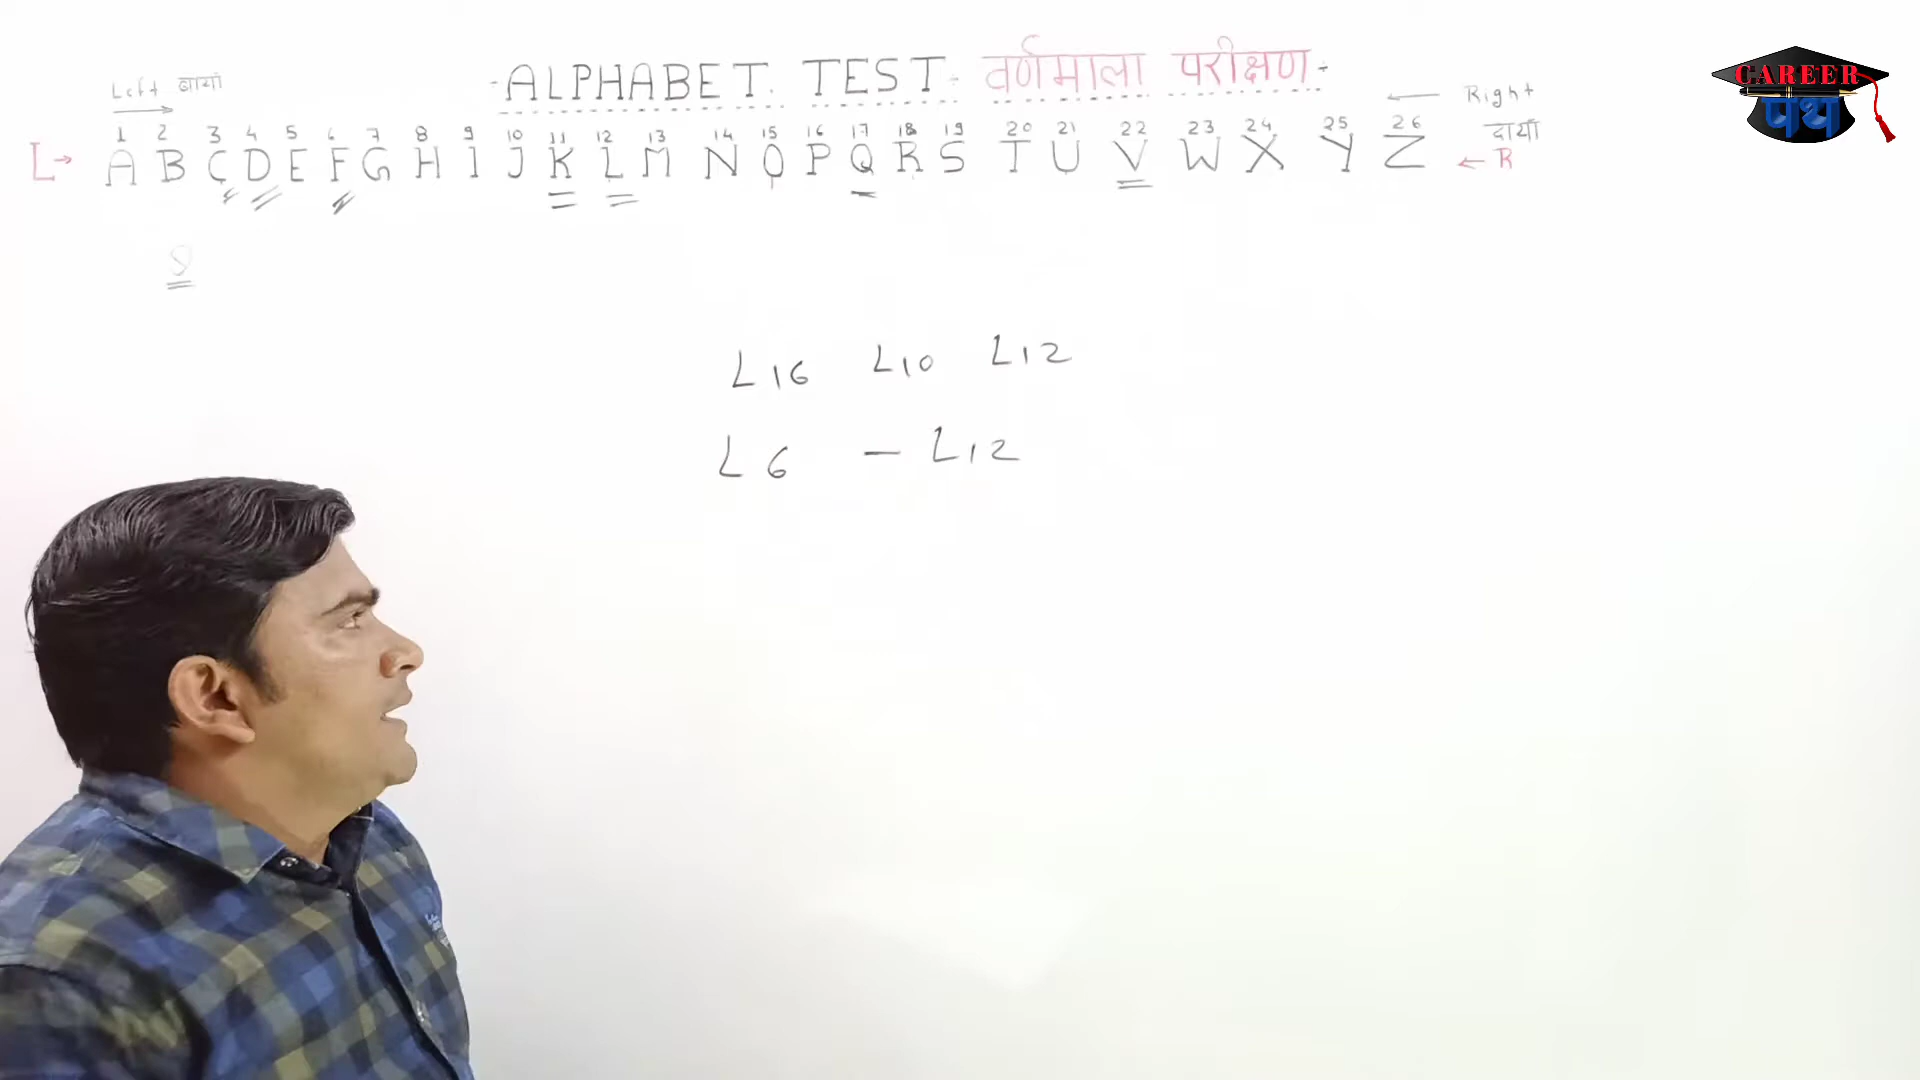 -ALPHABET. TEST- वर्णमाला परीक्षण-
Left बायां
Right
दायां
1 2 3 4 5 6 7 8 9 10 11 12 13 14 15 16 17 18 19 20 21 22 23 24 25 26
L→ A B C D E F G H I J K L M N O P Q R S T U V W X Y Z ← R
L16 L10 L12
L6 — L12
CAREER
पथ